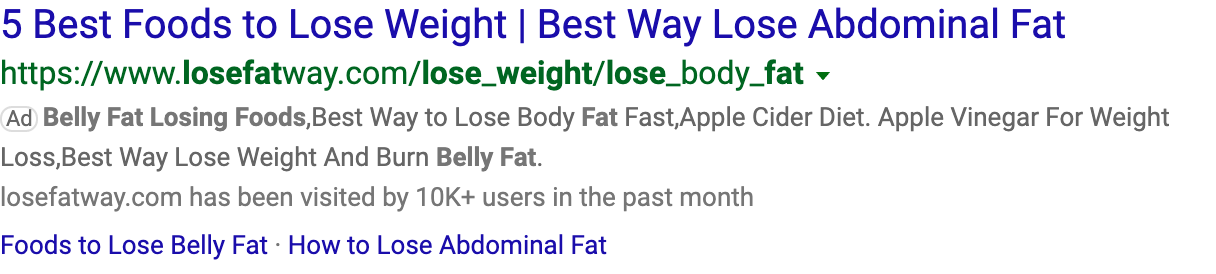 5 Best Foods to Lose Weight | Best Way Lose Abdominal Fat
https://www.losefatway.com/lose_weight/lose_body_fat
Ad Belly Fat Losing Foods,Best Way to Lose Body Fat Fast,Apple Cider Diet. Apple Vinegar For Weight
Loss,Best Way Lose Weight And Burn Belly Fat.
losefatway.com has been visited by 10K+ users in the past month
Foods to Lose Belly Fat · How to Lose Abdominal Fat